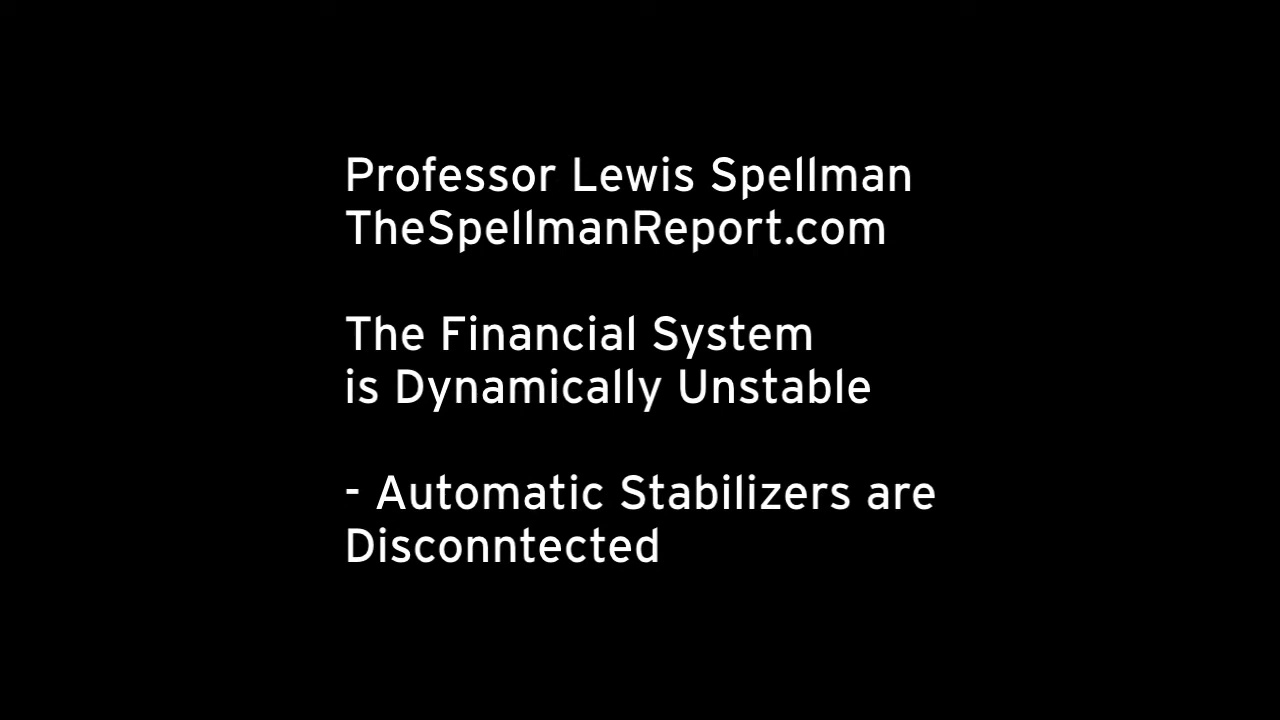 Professor Lewis Spellman
TheSpellmanReport.com
The Financial System
is Dynamically Unstable
- Automatic Stabilizers are
Disconntected